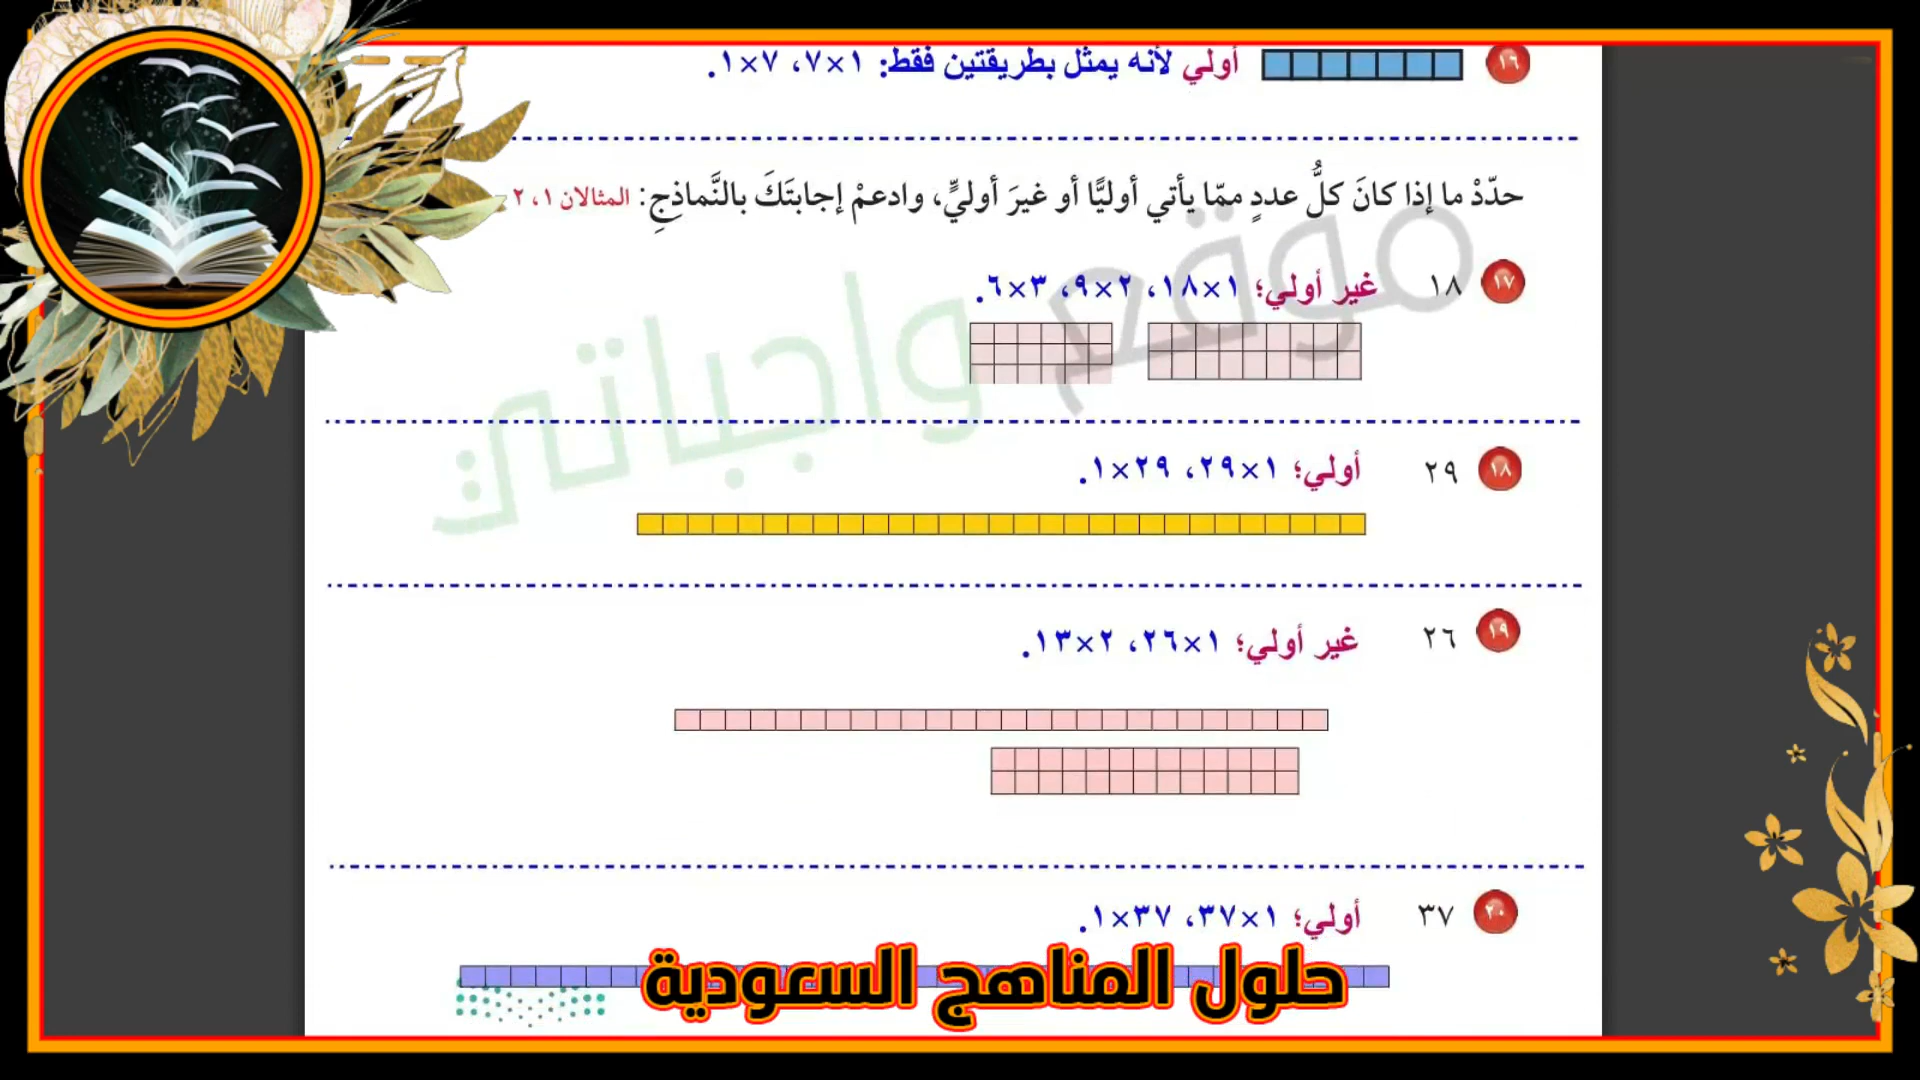 ١٦ أولي لأنه يمثل بطريقتين فقط: ١×٧، ٧×١.
حدّدْ ما إذا كانَ كلُّ عددٍ ممّا يأتي أوليًّا أو غيرَ أوليٍّ، وادعمْ إجابتَكَ بالنَّماذجِ: المثالان ١، ٢
١٧ ١٨ غير أولي؛ ١×١٨، ٢×٩، ٣×٦.
موقع واجباتي
١٨ ٢٩ أولي؛ ١×٢٩، ٢٩×١.
١٩ ٢٦ غير أولي؛ ١×٢٦، ٢×١٣.
٢٠ ٣٧ أولي؛ ١×٣٧، ٣٧×١.
حلول المناهج السعودية